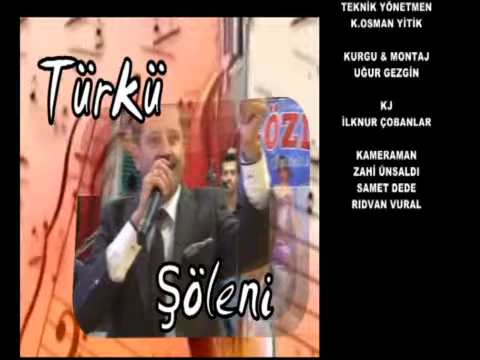 Türkü
Şöleni
ÖZ
TEKNİK YÖNETMEN
K.OSMAN YİTİK
KURGU & MONTAJ
UĞUR GEZGİN
KJ
İLKNUR ÇOBANLAR
KAMERAMAN
ZAHİ ÜNSALDI
SAMET DEDE
RIDVAN VURAL